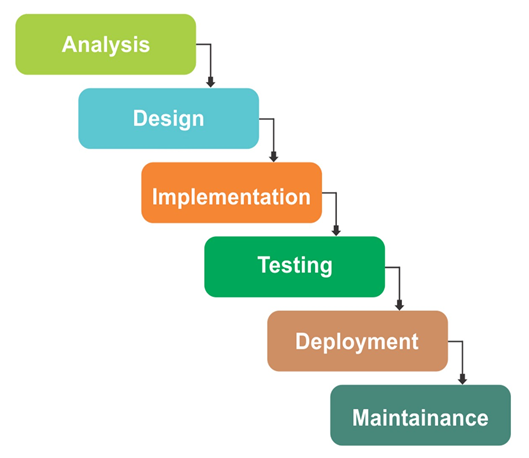 Analysis
Design
Implementation
Testing
Deployment
Maintainance